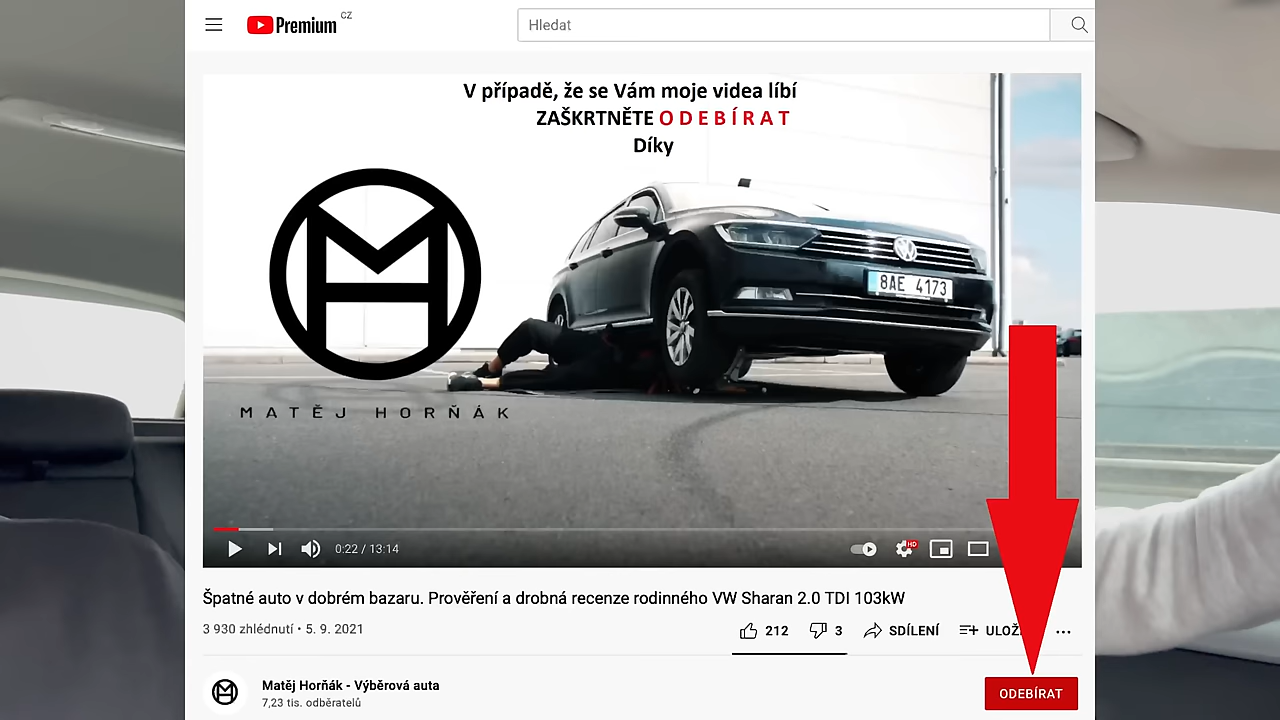 Premium CZ
Hledat
V případě, že se Vám moje videa líbí
ZAŠKRTNĚTE ODEBÍRAT
Díky
8AE 4173
MATĚJ HORŇÁK
0:22 / 13:14
HD
Špatné auto v dobrém bazaru. Prověření a drobná recenze rodinného VW Sharan 2.0 TDI 103kW
3 930 zhlédnutí • 5. 9. 2021
212 3 SDÍLENÍ
Matěj Horňák - Výběrová auta
7,23 tis. odběratelů
ODEBÍRAT